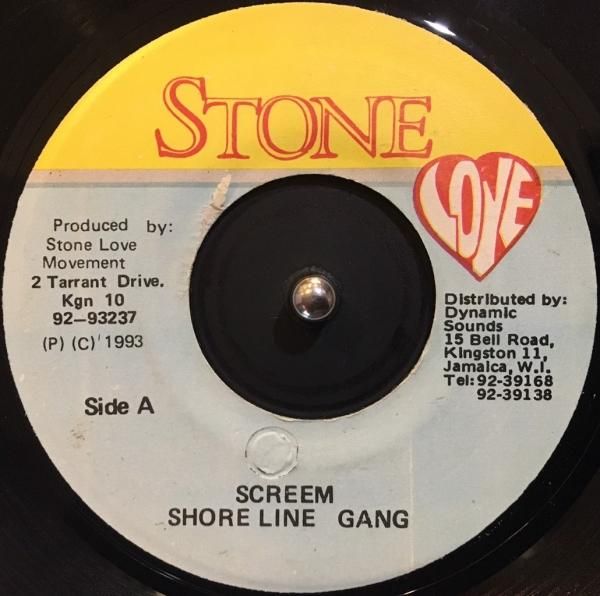 STONE
LOVE
Produced by:
Stone Love
Movement
2 Tarrant Drive.
Kgn 10
92—93237
(P) (C) 1993
Side A
Distributed by:
Dynamic
Sounds
15 Bell Road,
Kingston 11,
Jamaica, W.I.
Tel: 92-39168
92-39138
SCREEM
SHORE LINE GANG